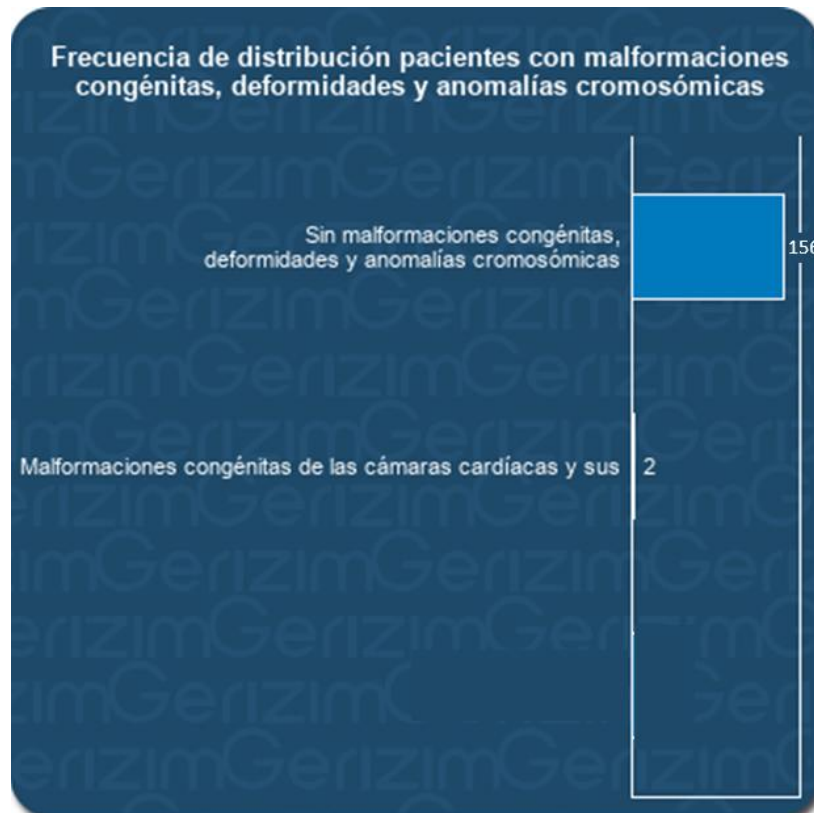 Frecuencia de distribución pacientes con malformaciones
congénitas, deformidades y anomalías cromosómicas
Sin malformaciones congénitas,
deformidades y anomalías cromosómicas
156
Malformaciones congénitas de las cámaras cardíacas y sus
2